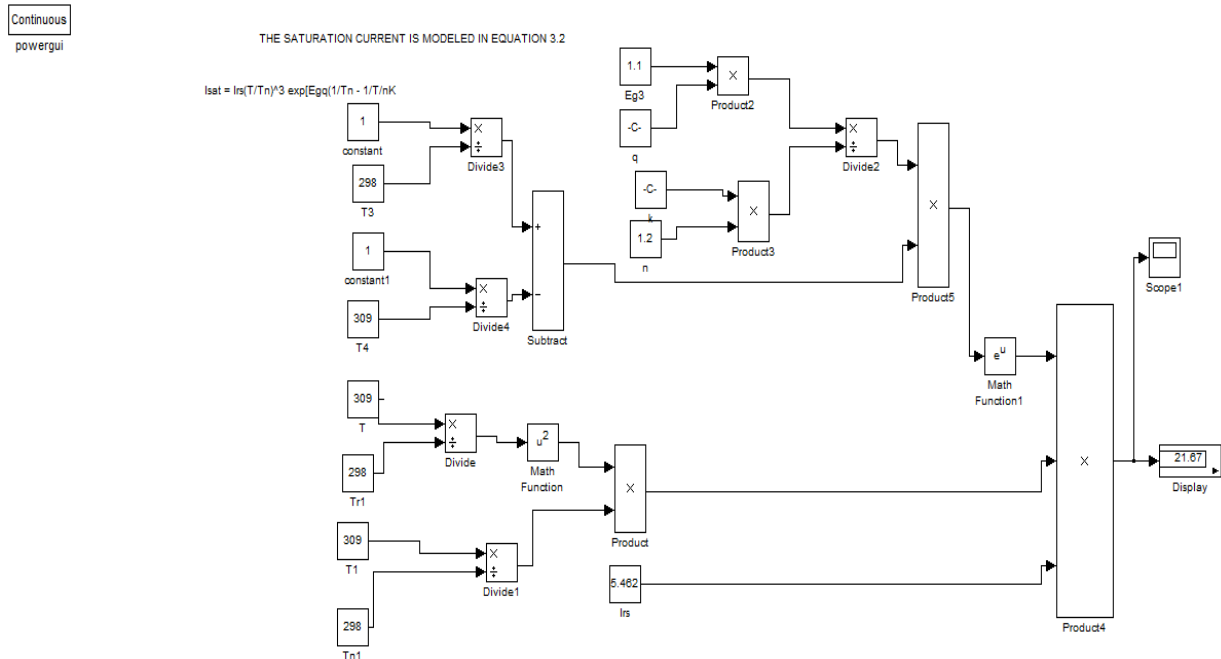 Continuous
powergui
THE SATURATION CURRENT IS MODELED IN EQUATION 3.2
Isat = Irs(T/Tn)^3 exp[Egq(1/Tn - 1/T/nK
1
constant
298
T3
×
÷
Divide3
1
constant1
309
T4
×
÷
Divide4
+
−
Subtract
1.1
Eg3
-C-
q
×
Product2
-C-
k
1.2
n
×
Product3
×
÷
Divide2
×
Product5
e^u
Math
Function1
309
T
298
Tr1
×
÷
Divide
u^2
Math
Function
309
T1
298
Tn1
×
÷
Divide1
×
Product
5.462
Irs
×
Product4
Scope1
21.67
Display